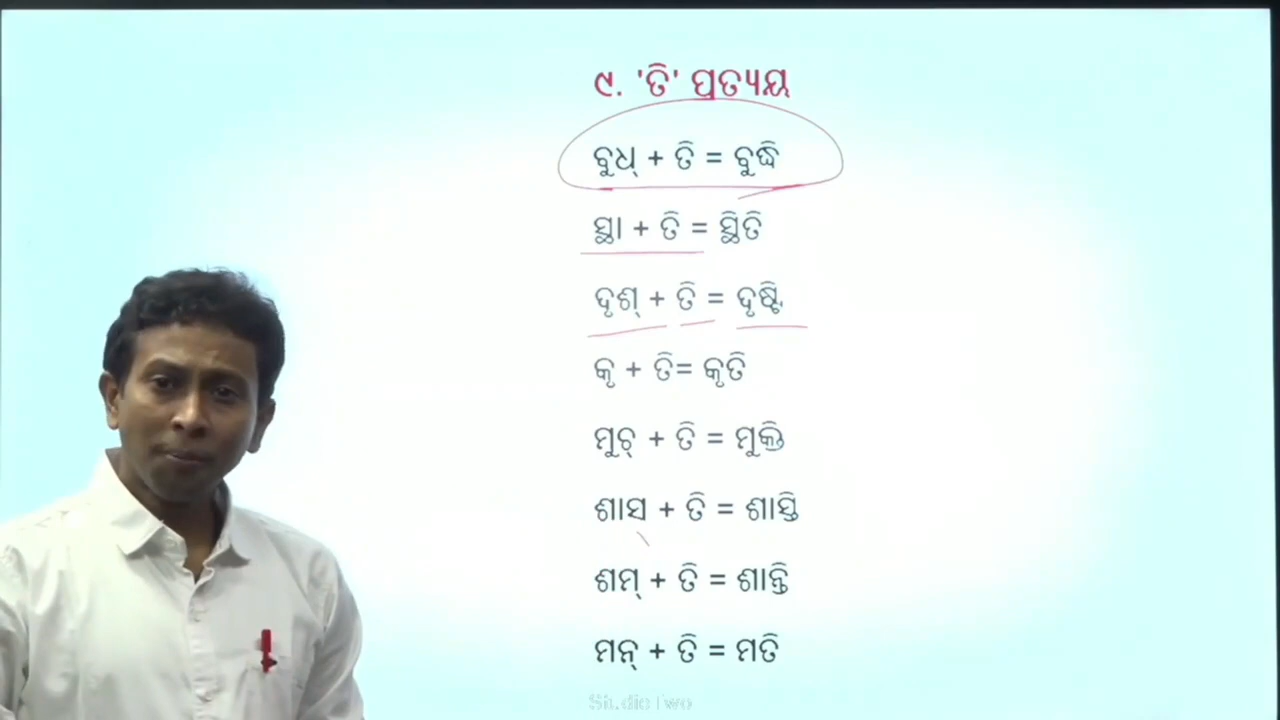 ୯. 'ତି' ପ୍ରତ୍ୟୟ
ବୁଧ୍ + ତି = ବୁଦ୍ଧି
ସ୍ଥା + ତି = ସ୍ଥିତି
ଦୃଶ୍ + ତି = ଦୃଷ୍ଟି
କୃ + ତି= କୃତି
ମୁଚ୍ + ତି = ମୁକ୍ତି
ଶାସ + ତି = ଶାସ୍ତି
ଶମ୍ + ତି = ଶାନ୍ତି
ମନ୍ + ତି = ମତି